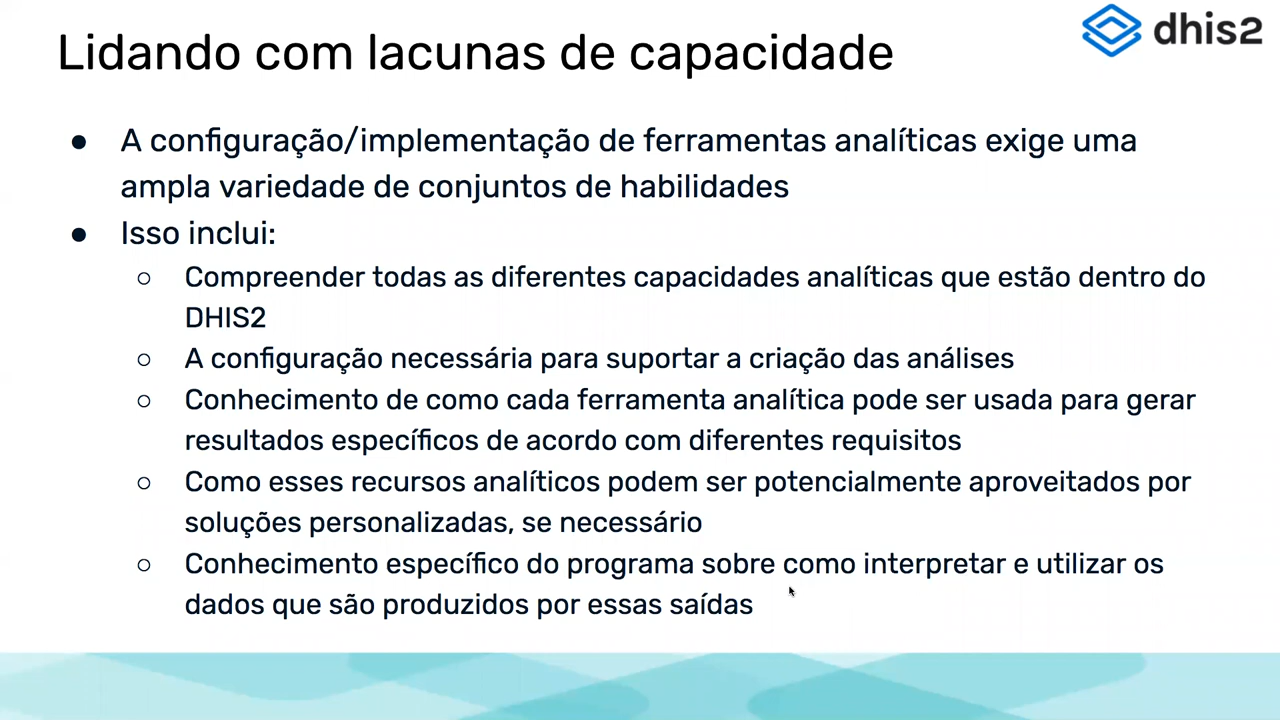 Lidando com lacunas de capacidade
dhis2
● A configuração/implementação de ferramentas analíticas exige uma
ampla variedade de conjuntos de habilidades
● Isso inclui:
○ Compreender todas as diferentes capacidades analíticas que estão dentro do
DHIS2
○ A configuração necessária para suportar a criação das análises
○ Conhecimento de como cada ferramenta analítica pode ser usada para gerar
resultados específicos de acordo com diferentes requisitos
○ Como esses recursos analíticos podem ser potencialmente aproveitados por
soluções personalizadas, se necessário
○ Conhecimento específico do programa sobre como interpretar e utilizar os
dados que são produzidos por essas saídas